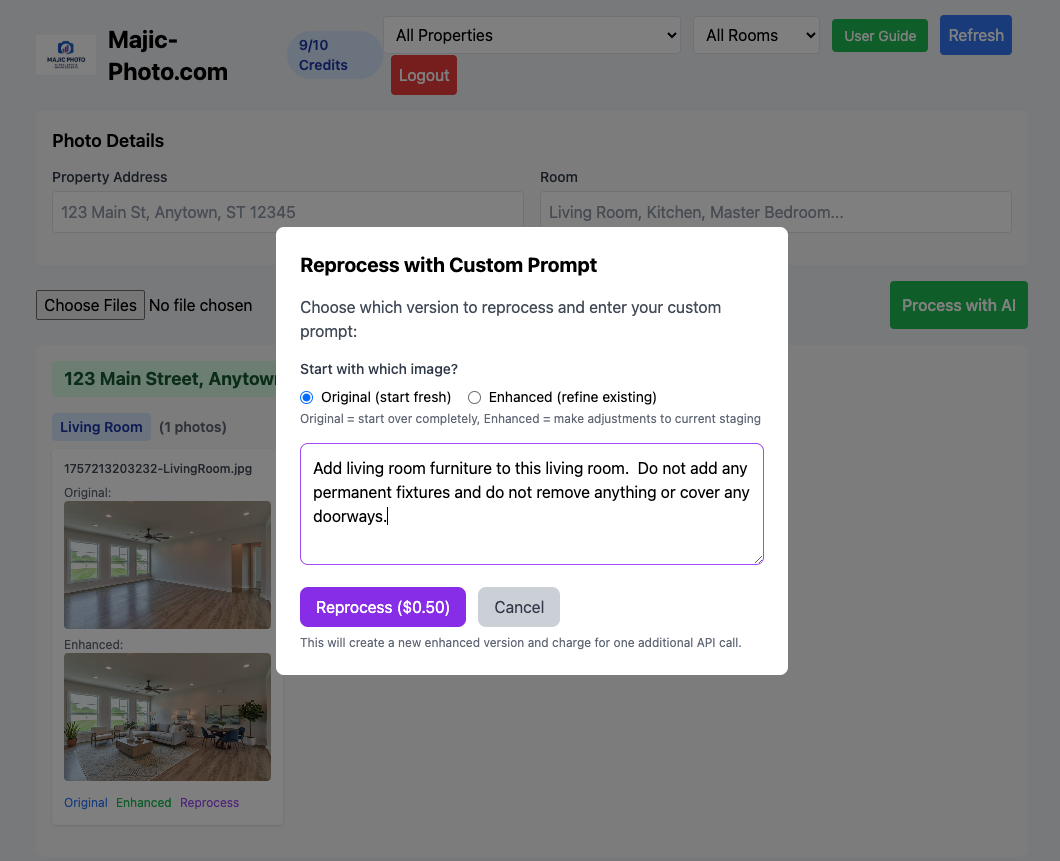 MAJIC PHOTO
Majic-
Photo.com
9/10
Credits
All Properties
All Rooms
User Guide
Refresh
Logout
Photo Details
Property Address
Room
123 Main St, Anytown, ST 12345
Living Room, Kitchen, Master Bedroom...
Choose Files No file chosen
Process with AI
123 Main Street, Anytow
Living Room (1 photos)
1757213203232-LivingRoom.jpg
Original:
Enhanced:
Original Enhanced Reprocess
Reprocess with Custom Prompt
Choose which version to reprocess and enter your custom
prompt:
Start with which image?
Original (start fresh) Enhanced (refine existing)
Original = start over completely, Enhanced = make adjustments to current staging
Add living room furniture to this living room.  Do not add any
permanent fixtures and do not remove anything or cover any
doorways.
Reprocess ($0.50) Cancel
This will create a new enhanced version and charge for one additional API call.